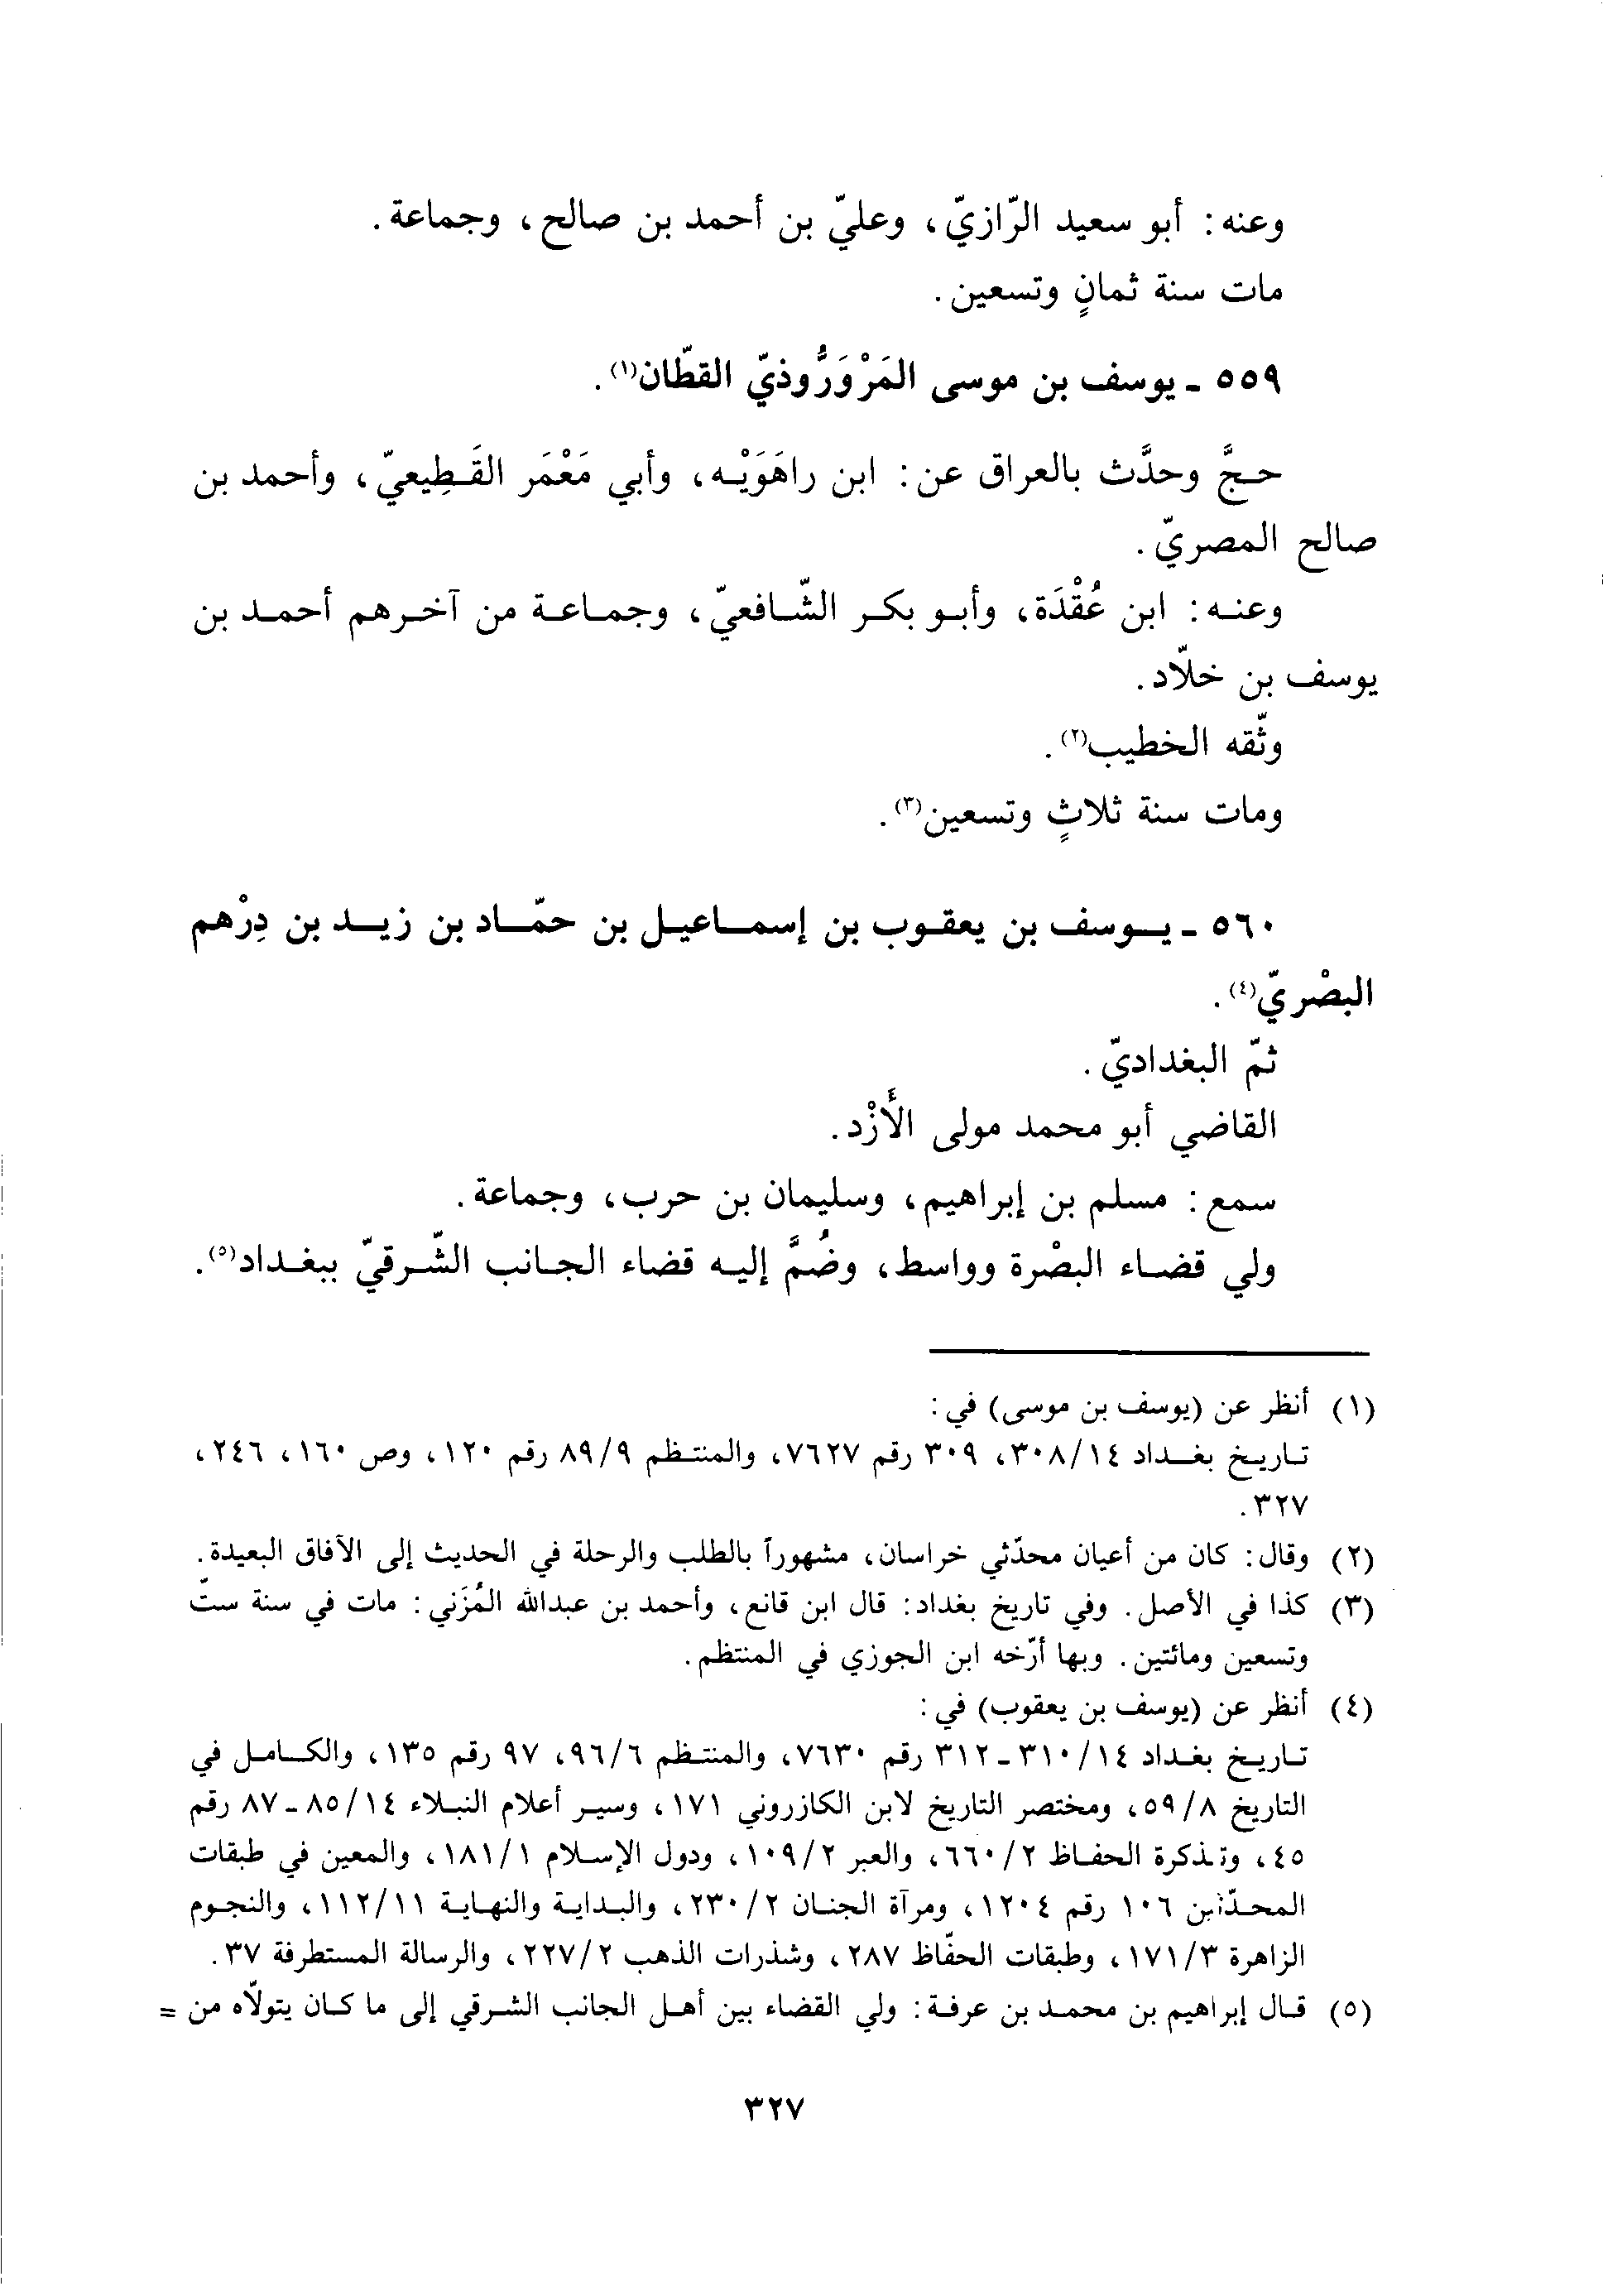 وعنه: أبو سعيد الرّازيّ، وعليّ بن أحمد بن صالح، وجماعة.
مات سنة ثمانٍ وتسعين.
٥٥٩ ـ يوسف بن موسى المَرْوَرُّوذيّ القطّان(١).
حجَّ وحدَّث بالعراق عن: ابن راهَوَيْه، وأبي مَعْمَر القَطِيعيّ، وأحمد بن
صالح المصريّ.
وعنه: ابن عُقْدَة، وأبو بكر الشّافعيّ، وجماعة من آخرهم أحمد بن
يوسف بن خلّاد.
وثّقه الخطيب(٢).
ومات سنة ثلاثٍ وتسعين(٣).
٥٦٠ ـ يوسف بن يعقوب بن إسماعيل بن حمّاد بن زيد بن دِرْهم
البصْريّ(٤).
ثمّ البغداديّ.
القاضي أبو محمد مولى الأَزْد.
سمع: مسلم بن إبراهيم، وسليمان بن حرب، وجماعة.
ولي قضاء البصْرة وواسط، وضُمَّ إليه قضاء الجانب الشّرقيّ ببغداد(٥).
(١) أنظر عن (يوسف بن موسى) في:
تاريخ بغداد ٣٠٨/١٤، ٣٠٩ رقم ٧٦٢٧، والمنتظم ٨٩/٩ رقم ١٢٠، وص ١٦٠، ٢٤٦،
٣٢٧.
(٢) وقال: كان من أعيان محدّثي خراسان، مشهوراً بالطلب والرحلة في الحديث إلى الآفاق البعيدة.
(٣) كذا في الأصل. وفي تاريخ بغداد: قال ابن قانع، وأحمد بن عبدالله المُزَني: مات في سنة ستّ
وتسعين ومائتين. وبها أرّخه ابن الجوزي في المنتظم.
(٤) أنظر عن (يوسف بن يعقوب) في:
تاريخ بغداد ٣١٠/١٤ ـ ٣١٢ رقم ٧٦٣٠، والمنتظم ٩٦/٦، ٩٧ رقم ١٣٥، والكامل في
التاريخ ٥٩/٨، ومختصر التاريخ لابن الكازروني ١٧١، وسير أعلام النبلاء ٨٥/١٤ ـ ٨٧ رقم
٤٥، وتذكرة الحفاظ ٦٦٠/٢، والعبر ١٠٩/٢، ودول الإسلام ١٨١/١، والمعين في طبقات
المحدّثين ١٠٦ رقم ١٢٠٤، ومرآة الجنان ٢٣٠/٢، والبداية والنهاية ١١٢/١١، والنجوم
الزاهرة ١٧١/٣، وطبقات الحفّاظ ٢٨٧، وشذرات الذهب ٢٢٧/٢، والرسالة المستطرفة ٣٧.
(٥) قال إبراهيم بن محمد بن عرفة: ولي القضاء بين أهل الجانب الشرقي إلى ما كان يتولّاه من =
٣٢٧